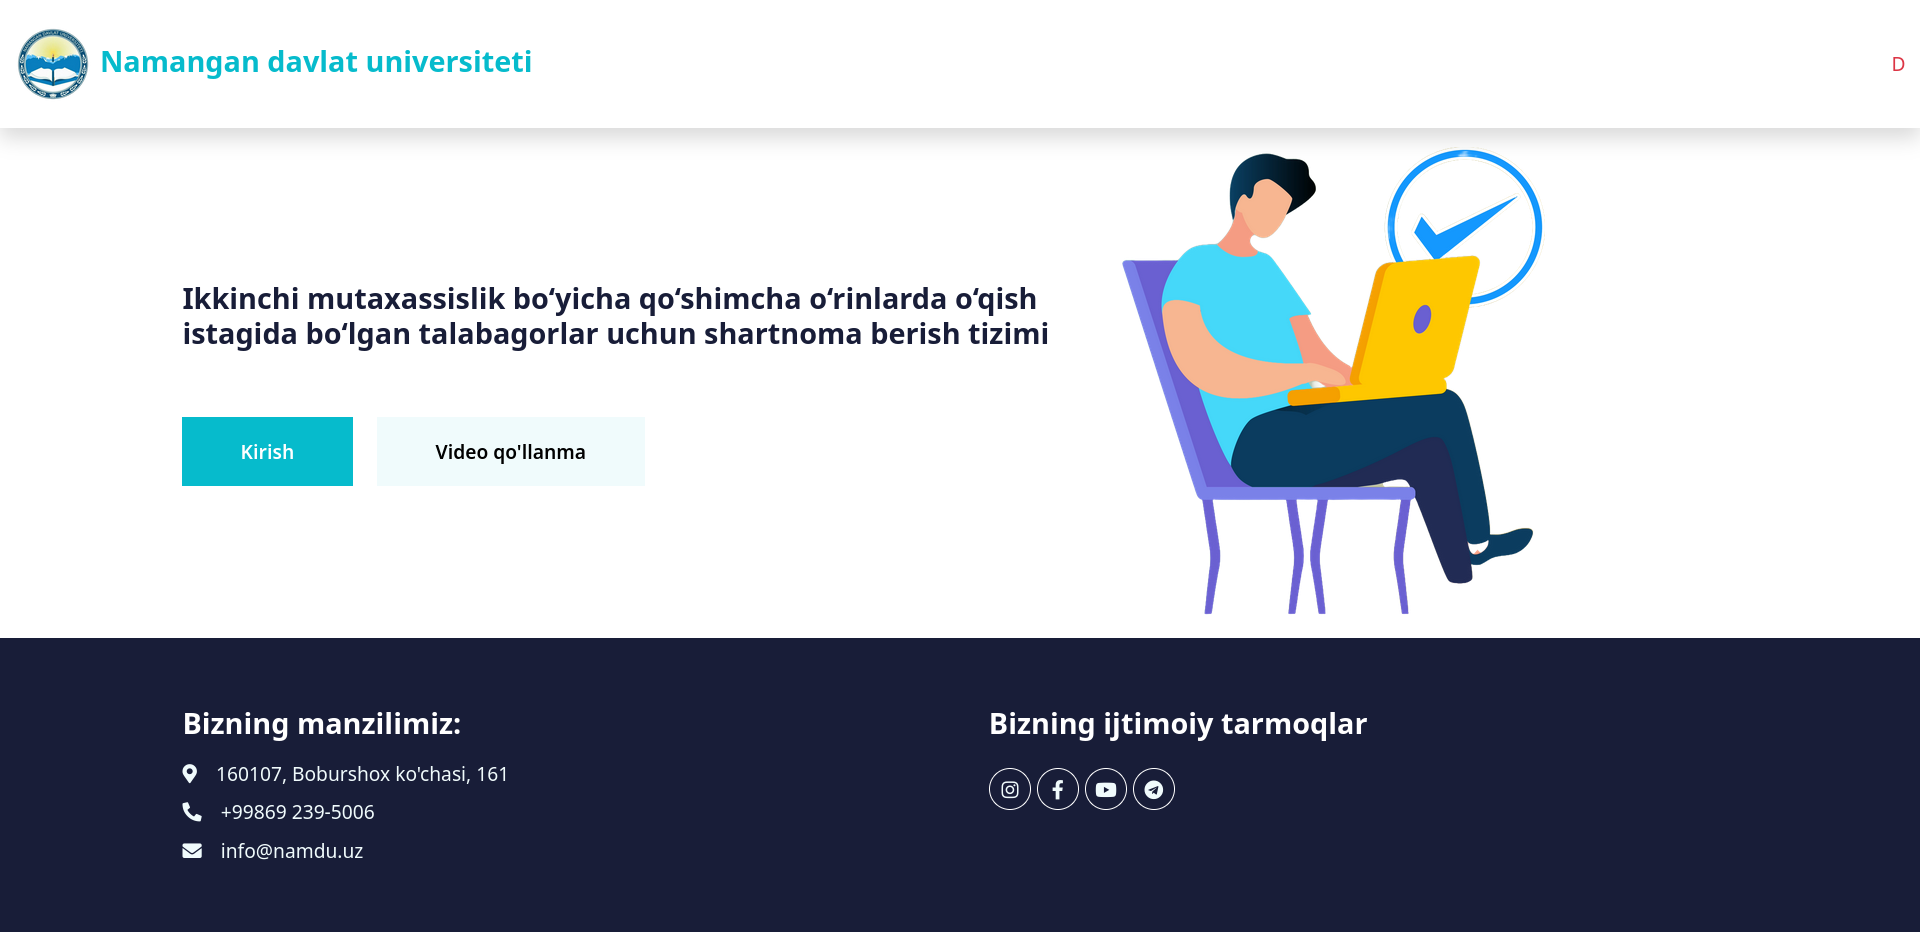 Namangan davlat universiteti
D
Ikkinchi mutaxassislik bo‘yicha qo‘shimcha o‘rinlarda o‘qish
istagida bo‘lgan talabagorlar uchun shartnoma berish tizimi
Kirish
Video qo'llanma
Bizning manzilimiz:
160107, Boburshox ko'chasi, 161
+99869 239-5006
info@namdu.uz
Bizning ijtimoiy tarmoqlar